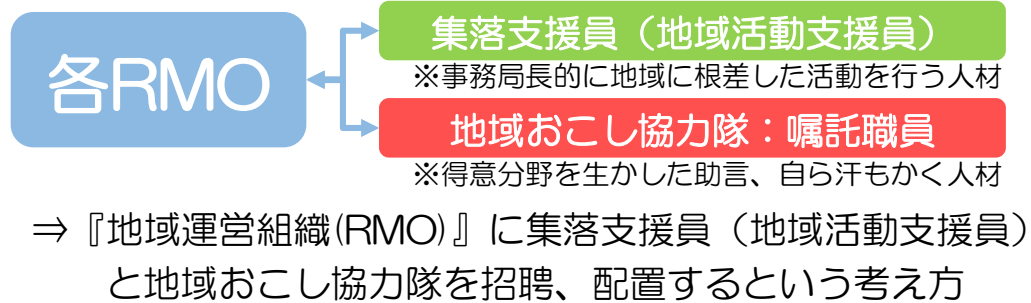 各RMO
集落支援員（地域活動支援員）
※事務局長的に地域に根差した活動を行う人材
地域おこし協力隊：嘱託職員
※得意分野を生かした助言、自ら汗もかく人材
⇒『地域運営組織(RMO)』に集落支援員（地域活動支援員）
と地域おこし協力隊を招聘、配置するという考え方